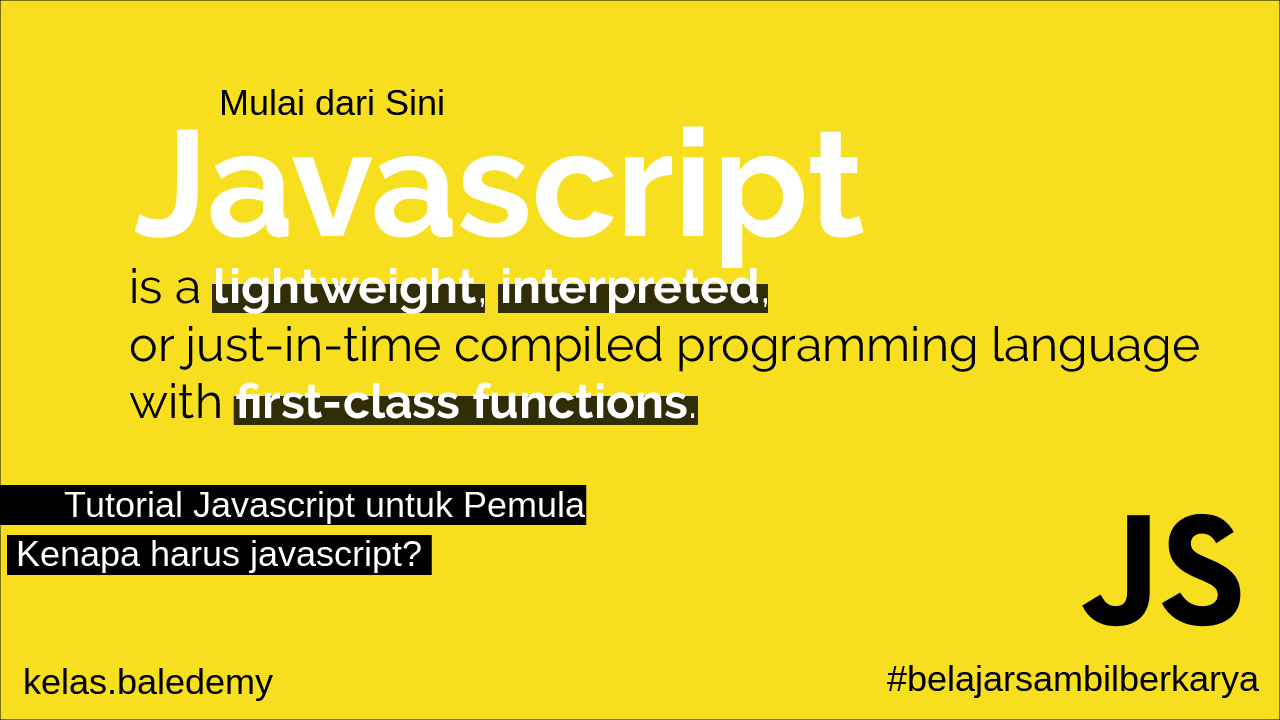 Mulai dari Sini
Javascript
is a lightweight, interpreted,
or just-in-time compiled programming language
with first-class functions.
Tutorial Javascript untuk Pemula
Kenapa harus javascript?
JS
kelas.baledemy
#belajarsambilberkarya